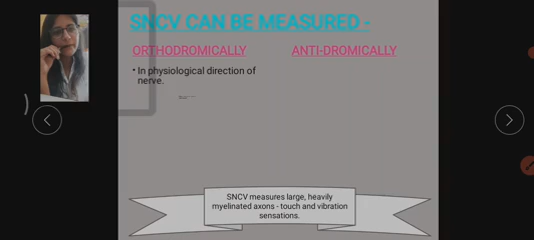 SNCV CAN BE MEASURED -
ORTHODROMICALLY
ANTI-DROMICALLY
• In physiological direction of
nerve.
SNCV measures large, heavily
myelinated axons - touch and vibration
sensations.